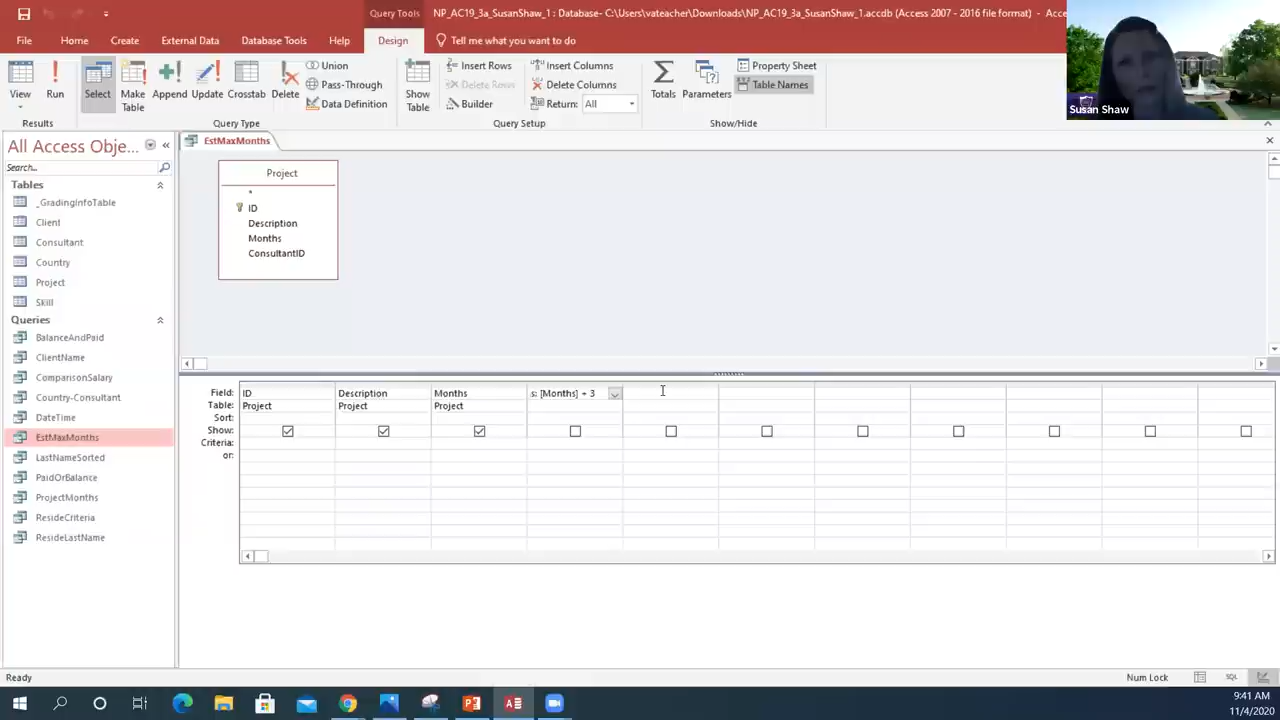 Query Tools
NP_AC19_3a_SusanShaw_1 : Database- C:\Users\vateacher\Downloads\NP_AC19_3a_SusanShaw_1.accdb (Access 2007 - 2016 file format) - Acce
File Home Create External Data Database Tools Help Design Tell me what you want to do
View Run Select Make Table Append Update Crosstab Delete
Union
Pass-Through
Data Definition
Show Table
Insert Rows
Delete Rows
Builder
Insert Columns
Delete Columns
Return: All
Totals Parameters
Property Sheet
Table Names
Results Query Type Query Setup Show/Hide
Susan Shaw
All Access Obje...
Search...
Tables
_GradingInfoTable
Client
Consultant
Country
Project
Skill
Queries
BalanceAndPaid
ClientName
ComparisonSalary
Country-Consultant
DateTime
EstMaxMonths
LastNameSorted
PaidOrBalance
ProjectMonths
ResideCriteria
ResideLastName
EstMaxMonths
Project
*
ID
Description
Months
ConsultantID
Field: ID Description Months s: [Months] + 3
Table: Project Project Project
Sort:
Show:
Criteria:
or:
Ready Num Lock SQL
9:41 AM
11/4/2020